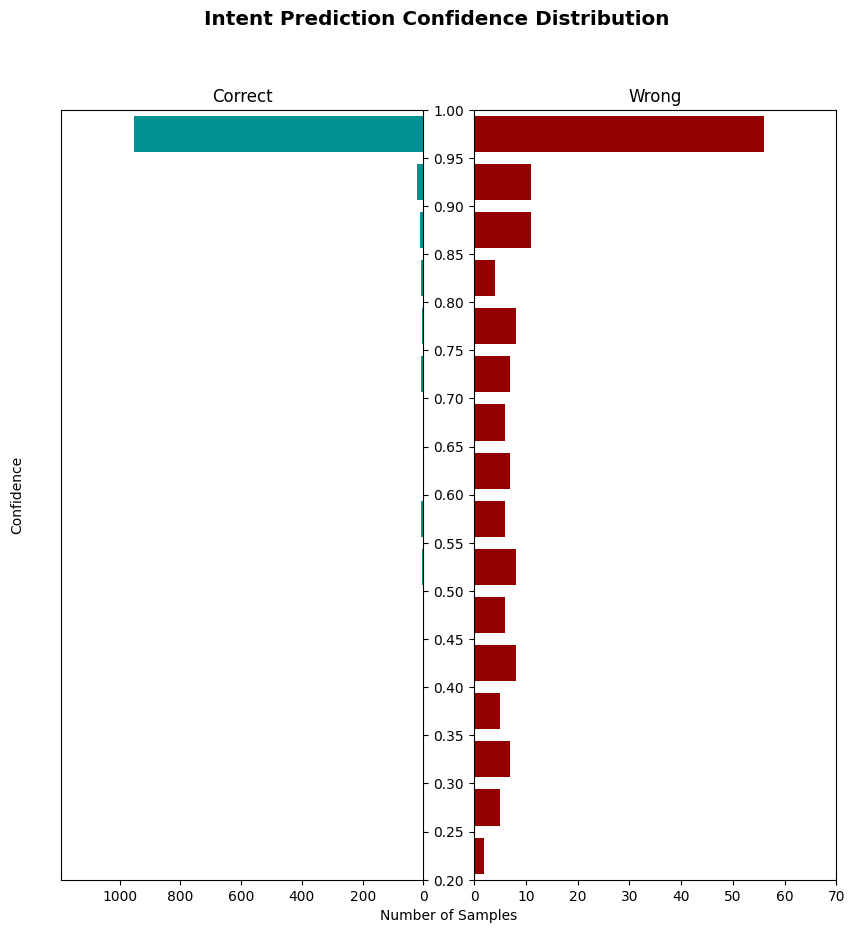 Intent Prediction Confidence Distribution
Correct
Wrong
1.00
0.95
0.90
0.85
0.80
0.75
0.70
0.65
0.60
0.55
0.50
0.45
0.40
0.35
0.30
0.25
0.20
Confidence
1000 800 600 400 200 0
0 10 20 30 40 50 60 70
Number of Samples